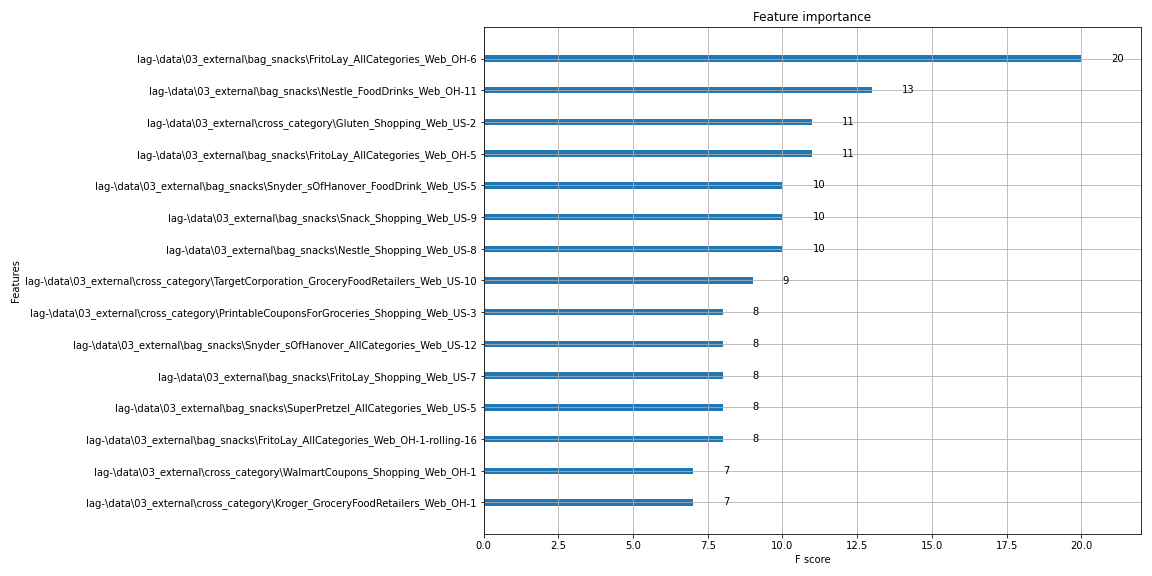 Feature importance
lag-\data\03_external\bag_snacks\FritoLay_AllCategories_Web_OH-6
20
lag-\data\03_external\bag_snacks\Nestle_FoodDrinks_Web_OH-11
13
lag-\data\03_external\cross_category\Gluten_Shopping_Web_US-2
11
lag-\data\03_external\bag_snacks\FritoLay_AllCategories_Web_OH-5
11
lag-\data\03_external\bag_snacks\Snyder_sOfHanover_FoodDrink_Web_US-5
10
lag-\data\03_external\bag_snacks\Snack_Shopping_Web_US-9
10
lag-\data\03_external\bag_snacks\Nestle_Shopping_Web_US-8
10
lag-\data\03_external\cross_category\TargetCorporation_GroceryFoodRetailers_Web_US-10
9
lag-\data\03_external\cross_category\PrintableCouponsForGroceries_Shopping_Web_US-3
8
lag-\data\03_external\bag_snacks\Snyder_sOfHanover_AllCategories_Web_US-12
8
lag-\data\03_external\bag_snacks\FritoLay_Shopping_Web_US-7
8
lag-\data\03_external\bag_snacks\SuperPretzel_AllCategories_Web_US-5
8
lag-\data\03_external\bag_snacks\FritoLay_AllCategories_Web_OH-1-rolling-16
8
lag-\data\03_external\cross_category\WalmartCoupons_Shopping_Web_OH-1
7
lag-\data\03_external\cross_category\Kroger_GroceryFoodRetailers_Web_OH-1
7
Features
0.0 2.5 5.0 7.5 10.0 12.5 15.0 17.5 20.0
F score